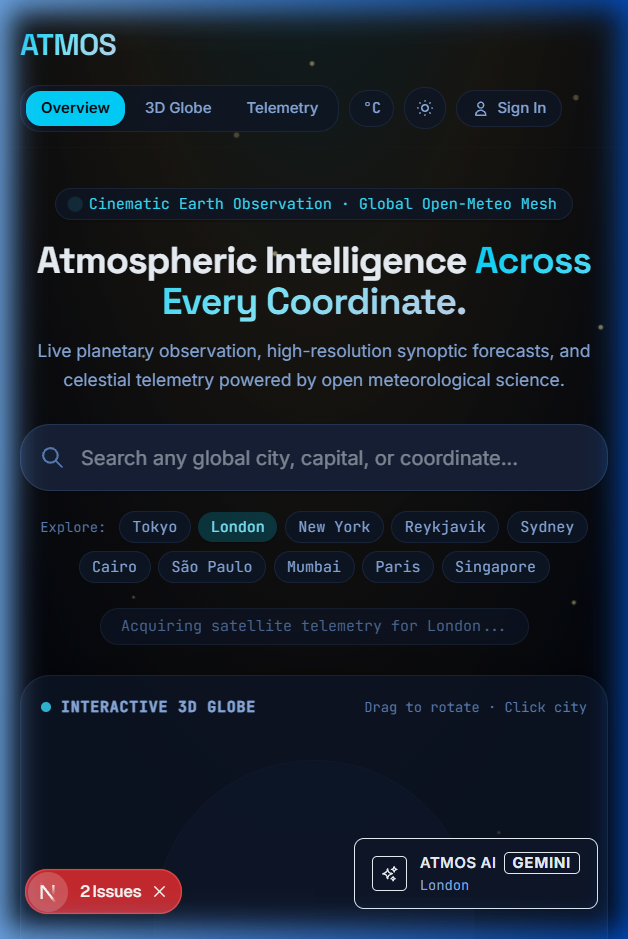 ATMOS
Overview 3D Globe Telemetry °C Sign In
Cinematic Earth Observation · Global Open-Meteo Mesh
Atmospheric Intelligence Across
Every Coordinate.
Live planetary observation, high-resolution synoptic forecasts, and
celestial telemetry powered by open meteorological science.
Search any global city, capital, or coordinate...
Explore: Tokyo London New York Reykjavik Sydney
Cairo São Paulo Mumbai Paris Singapore
Acquiring satellite telemetry for London...
INTERACTIVE 3D GLOBE Drag to rotate · Click city
ATMOS AI GEMINI
London
N 2 Issues